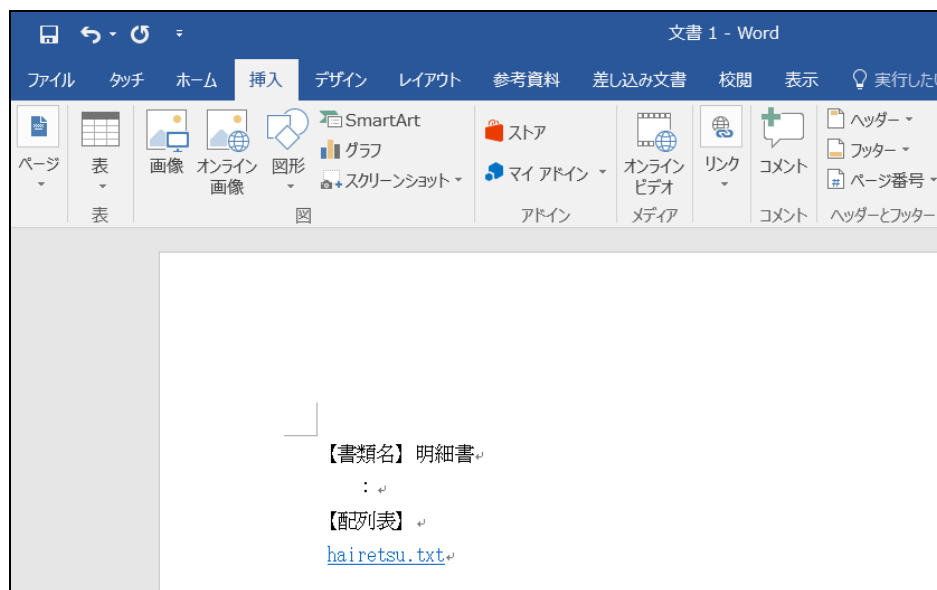 文書 1 - Word
ファイル タッチ ホーム 挿入 デザイン レイアウト 参考資料 差し込み文書 校閲 表示 実行したい
ページ
表
画像
オンライン
画像
図形
SmartArt
グラフ
スクリーンショット
ストア
マイ アドイン
オンライン
ビデオ
リンク
コメント
ヘッダー
フッター
ページ番号
表 図 アドイン メディア コメント ヘッダーとフッター
【書類名】明細書
：
【配列表】
hairetsu.txt